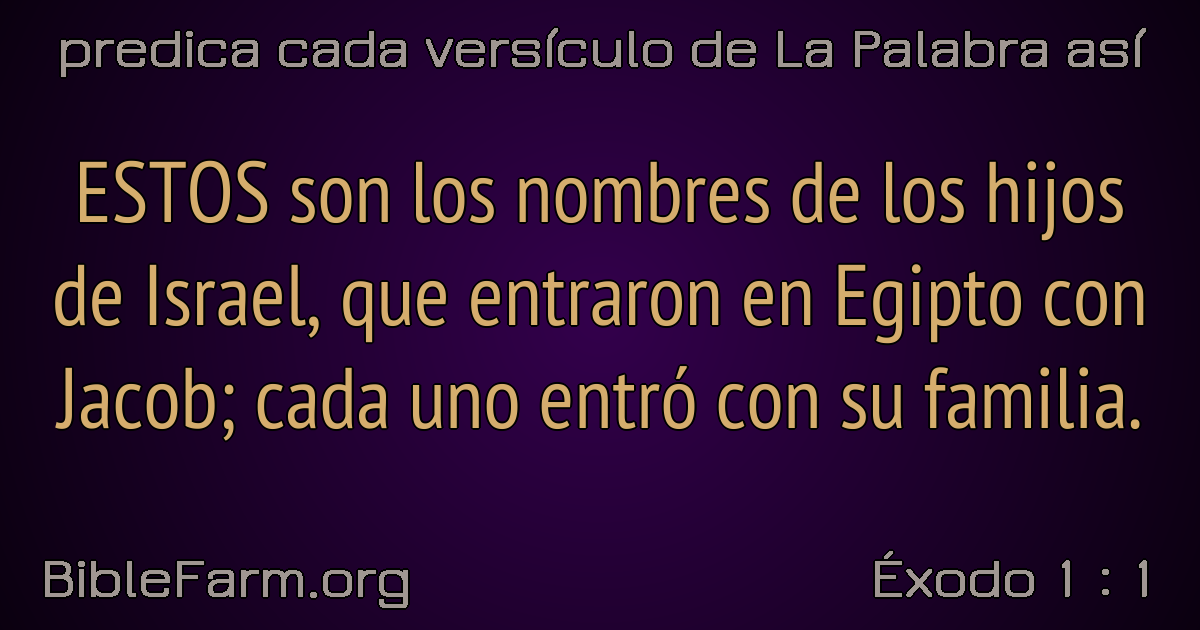 predica cada versículo de La Palabra así
ESTOS son los nombres de los hijos
de Israel, que entraron en Egipto con
Jacob; cada uno entró con su familia.
BibleFarm.org
Éxodo 1 : 1